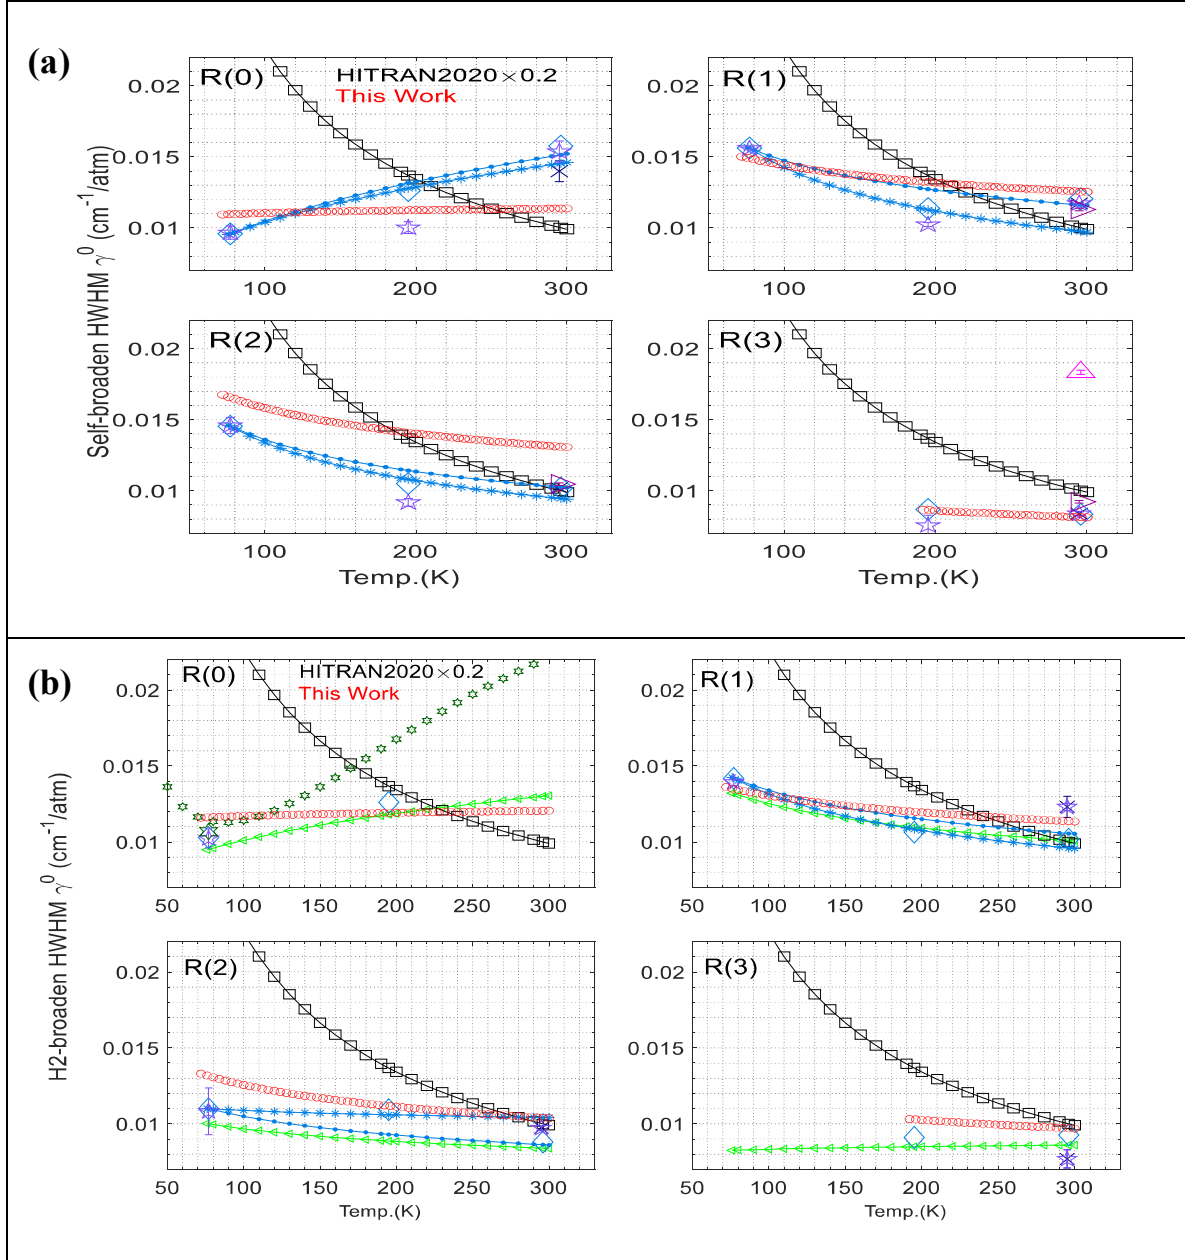 (a)
R(0)
HITRAN2020×0.2
This Work
R(1)
0.02
0.015
0.01
100
200
300
0.02
0.015
0.01
100
200
300
Self-broaden HWHM γ⁰ (cm⁻¹/atm)
R(2)
R(3)
0.02
0.015
0.01
100
200
300
Temp.(K)
0.02
0.015
0.01
100
200
300
Temp.(K)
(b)
R(0)
HITRAN2020×0.2
This Work
R(1)
0.02
0.015
0.01
50 100 150 200 250 300
0.02
0.015
0.01
50 100 150 200 250 300
H2-broaden HWHM γ⁰ (cm⁻¹/atm)
R(2)
R(3)
0.02
0.015
0.01
50 100 150 200 250 300
Temp.(K)
0.02
0.015
0.01
50 100 150 200 250 300
Temp.(K)